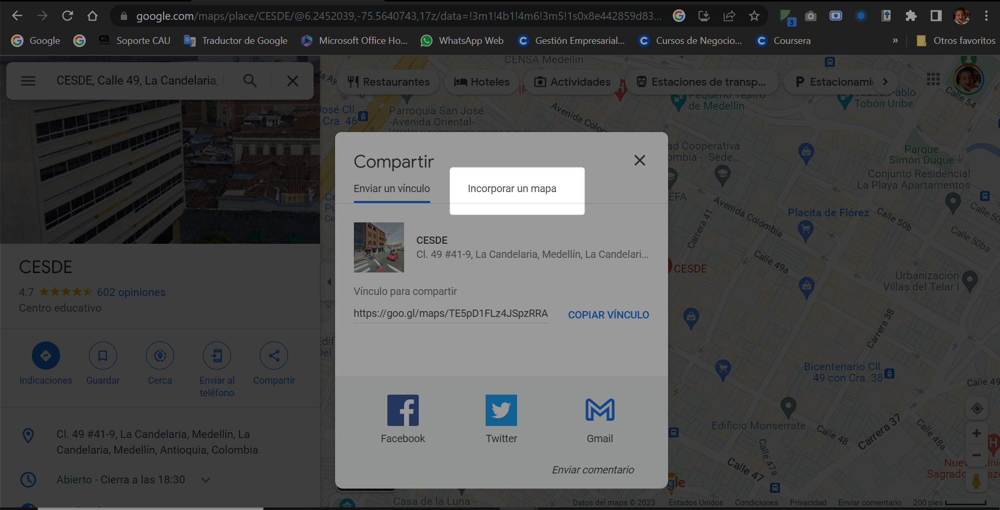 google.com/maps/place/CESDE/@6.2452039,-75.5640743,17z/data=!3m1!4b1!4m6!3m5!1s0x8e442859d83...
3
Google
Soporte CAU
Traductor de Google
Microsoft Office Ho...
WhatsApp Web
Gestión Empresarial...
Cursos de Negocio...
Coursera
»
Otros favoritos
CESDE, Calle 49, La Candelaria,
CESDE
4.7
602 opiniones
Centro educativo
Indicaciones
Guardar
Cerca
Enviar al
teléfono
Compartir
Cl. 49 #41-9, La Candelaria, Medellín, La
Candelaria, Medellín, Antioquia, Colombia
Abierto · Cierra a las 18:30
CENSA Medellín
Restaurantes
Hoteles
Actividades
Estaciones de transp...
Estacionami
José Cll.
Cra. 46
Parroquia San José
-Avenida Oriental-
Avenida Colo
Pequeño Teatro
de Medellín
Teatro Pablo
Tobón Uribe
Calle 54
Compartir
Enviar un vínculo
Incorporar un mapa
CESDE
Cl. 49 #41-9, La Candelaria, Medellín, La Candelari...
Vínculo para compartir
https://goo.gl/maps/TE5pD1FLz4JSpzRRA
COPIAR VÍNCULO
Facebook
Twitter
Gmail
Enviar comentario
ad Cooperativa
ombia - Sede...
Parque
Simón Duque
Conjunto Residencial
La Playa Apartamentos
EFA
Avenida Colombia
Carrera 41
Placita de Flórez
Calle 50b
Calle 50
Calle 50ba
Calle 49a
CESDE
Urbanización
Villas del Telar I
Carrera 38
Bicentenario Cll.
49 con Cra. 38
Calle 49
Edificio Monserrate
Calle 48
Carrera 37
Calle 48a
Calle 47a
Calle 47
Sagrado
Casa de la Luna -
Datos del mapa © 2023
Estados Unidos
Condiciones
Privacidad
Enviar comentario
200 pies